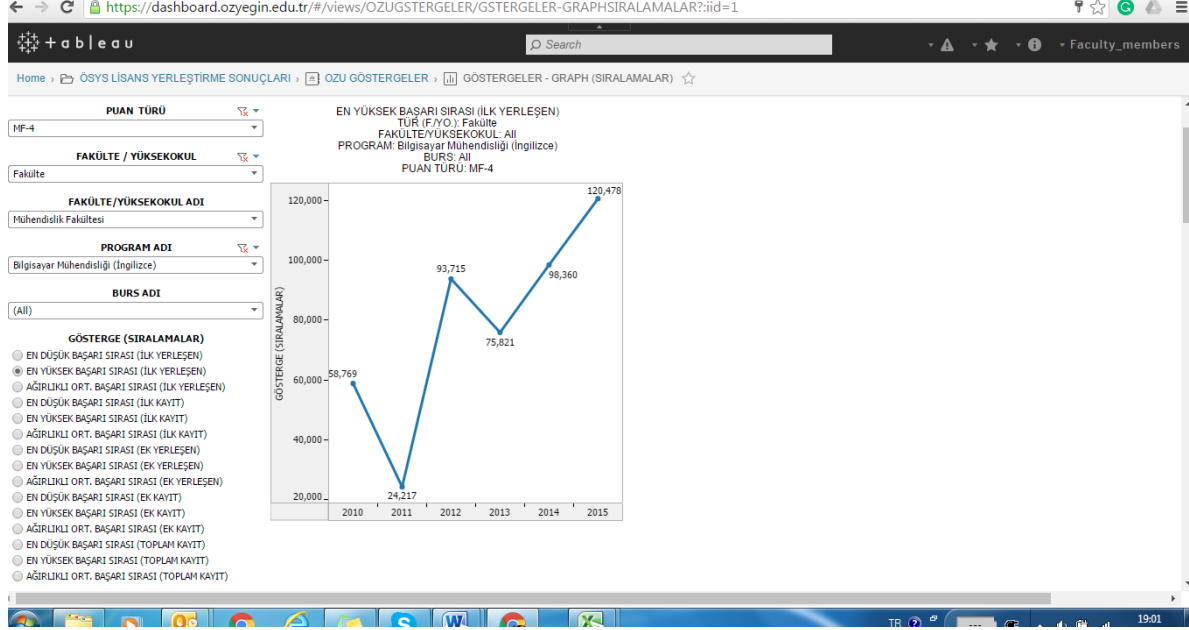 https://dashboard.ozyegin.edu.tr/#/views/OZUGSTERGELER/GSTERGELER-GRAPHSIRALAMALAR?:iid=1
+ a b | e a u
Search
Faculty_members
Home › ÖSYS LİSANS YERLEŞTİRME SONUÇLARI › OZU GÖSTERGELER › GÖSTERGELER - GRAPH (SIRALAMALAR)
PUAN TÜRÜ
MF-4
FAKÜLTE / YÜKSEKOKUL
Fakülte
FAKÜLTE/YÜKSEKOKUL ADI
Mühendislik Fakültesi
PROGRAM ADI
Bilgisayar Mühendisliği (İngilizce)
BURS ADI
(All)
GÖSTERGE (SIRALAMALAR)
EN DÜŞÜK BAŞARI SIRASI (İLK YERLEŞEN)
EN YÜKSEK BAŞARI SIRASI (İLK YERLEŞEN)
AĞIRLIKLI ORT. BAŞARI SIRASI (İLK YERLEŞEN)
EN DÜŞÜK BAŞARI SIRASI (İLK KAYIT)
EN YÜKSEK BAŞARI SIRASI (İLK KAYIT)
AĞIRLIKLI ORT. BAŞARI SIRASI (İLK KAYIT)
EN DÜŞÜK BAŞARI SIRASI (EK YERLEŞEN)
EN YÜKSEK BAŞARI SIRASI (EK YERLEŞEN)
AĞIRLIKLI ORT. BAŞARI SIRASI (EK YERLEŞEN)
EN DÜŞÜK BAŞARI SIRASI (EK KAYIT)
EN YÜKSEK BAŞARI SIRASI (EK KAYIT)
AĞIRLIKLI ORT. BAŞARI SIRASI (EK KAYIT)
EN DÜŞÜK BAŞARI SIRASI (TOPLAM KAYIT)
EN YÜKSEK BAŞARI SIRASI (TOPLAM KAYIT)
AĞIRLIKLI ORT. BAŞARI SIRASI (TOPLAM KAYIT)
EN YÜKSEK BAŞARI SIRASI (İLK YERLEŞEN)
TÜR (F./YO.): Fakülte
FAKÜLTE/YÜKSEKOKUL: All
PROGRAM: Bilgisayar Mühendisliği (İngilizce)
BURS: All
PUAN TÜRÜ: MF-4
GÖSTERGE (SIRALAMALAR)
120,000
100,000
80,000
60,000
40,000
20,000
58,769
24,217
93,715
75,821
98,360
120,478
2010 2011 2012 2013 2014 2015
TR
19:01